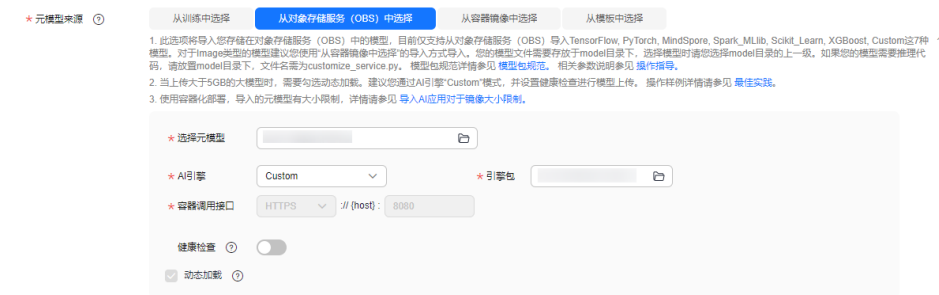 * 元模型来源 ?
从训练中选择 从对象存储服务（OBS）中选择 从容器镜像中选择 从模板中选择
1. 此选项将导入您存储在对象存储服务（OBS）中的模型，目前仅支持从对象存储服务（OBS）导入TensorFlow, PyTorch, MindSpore, Spark_MLlib, Scikit_Learn, XGBoost, Custom这7种
模型。对于Image类型的模型建议您使用“从容器镜像中选择”的导入方式导入。您的模型文件需要存放于model目录下，选择模型时请您选择model目录的上一级。如果您的模型需要推理代
码，请放置model目录下，文件名需为customize_service.py。 模型包规范详情参见 模型包规范。 相关参数说明参见 操作指导。
2. 当上传大于5GB的大模型时，需要勾选动态加载。建议您通过AI引擎“Custom”模式，并设置健康检查进行模型上传。 操作样例详情请参见 最佳实践。
3. 使用容器化部署，导入的元模型有大小限制，详情请参见 导入AI应用对于镜像大小限制。
* 选择元模型
* AI引擎 Custom * 引擎包
* 容器调用接口 HTTPS :// {host} : 8080
健康检查 ?
动态加载 ?